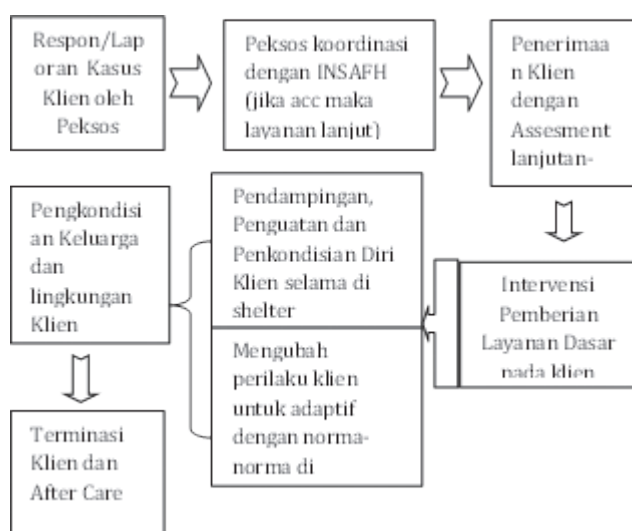 Respon/Lap
oran Kasus
Klien oleh
Peksos
Peksos koordinasi
dengan INSAFH
(jika acc maka
layanan lanjut)
Penerimaa
n Klien
dengan
Assesment
lanjutan-
Intervensi
Pemberian
Layanan Dasar
pada klien
Pendampingan,
Penguatan dan
Penkondisian Diri
Klien selama di
shelter
Mengubah
perilaku klien
untuk adaptif
dengan norma-
norma di
Pengkondisi
an Keluarga
dan
lingkungan
Klien
Terminasi
Klien dan
After Care